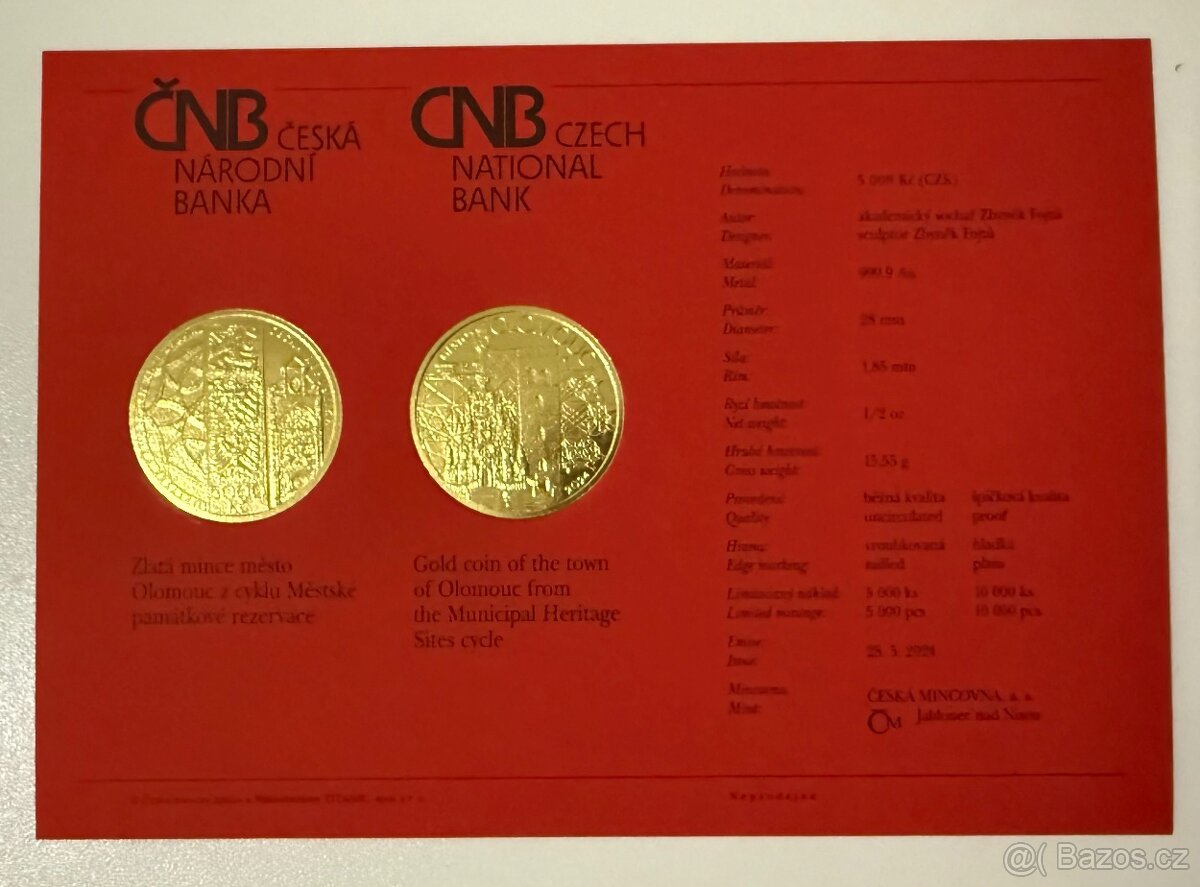 ČNB ČESKÁ
NÁRODNÍ
BANKA
CNB CZECH
NATIONAL
BANK
OLOMOUC
2024
Zlatá mince město
Olomouc z cyklu Městské
památkové rezervace
Gold coin of the town
of Olomouc from
the Municipal Heritage
Sites cycle
Hodnota:
Denomination:
5 000 Kč (CZK)
Autor:
Designer:
akademický sochař Zbyněk Fojtů
sculptor Zbyněk Fojtů
Materiál:
Metal:
999,9 Au
Průměr:
Diameter:
28 mm
Síla:
Rim:
1,85 mm
Ryzí hmotnost:
Net weight:
1/2 oz
Hrubá hmotnost:
Gross weight:
15,55 g
Provedení:
Quality:
běžná kvalita špičková kvalita
uncirculated proof
Hrana:
Edge marking:
vroubkovaná hladká
milled plain
Limitovaný náklad:
Limited mintage:
5 000 ks 10 000 ks
5 000 pcs 10 000 pcs
Emise:
Issue:
2024
Mincovna:
Mint:
ČESKÁ MINCOVNA, a. s.
ČM Jablonec nad Nisou
Neprodejné
@( Bazos.cz